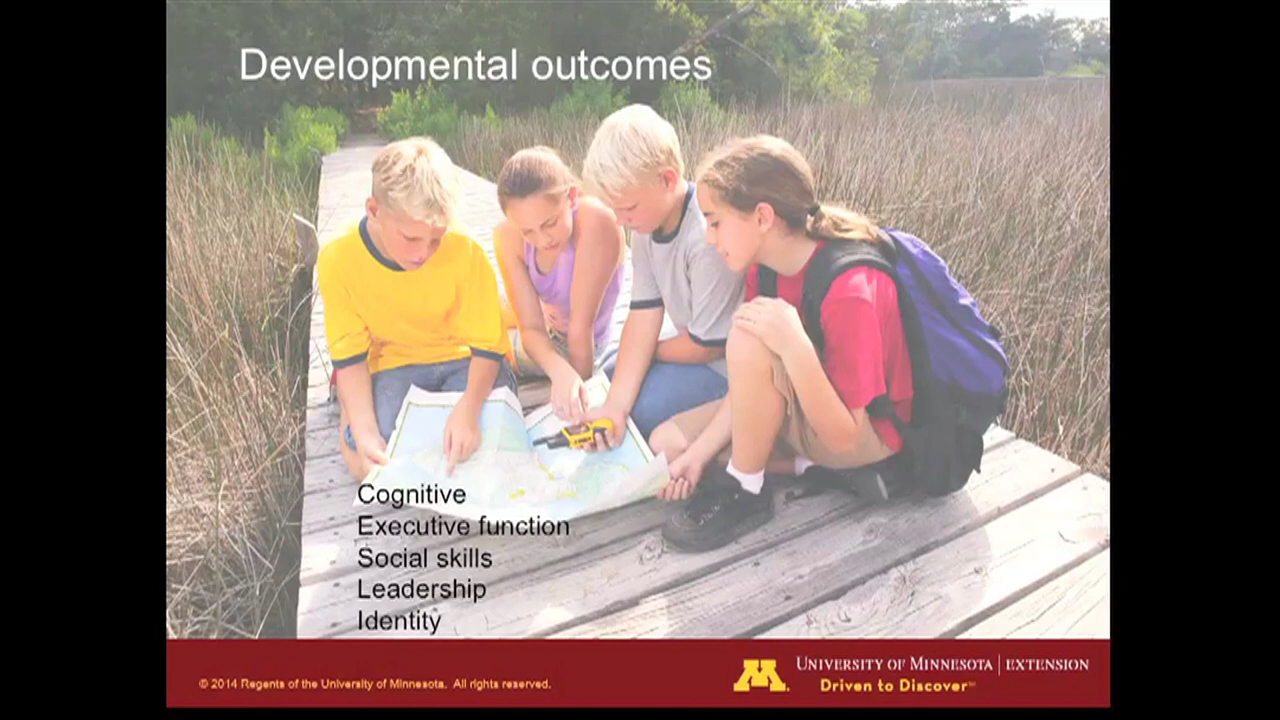 Developmental outcomes
Cognitive
Executive function
Social skills
Leadership
Identity
© 2014 Regents of the University of Minnesota. All rights reserved.
UNIVERSITY OF MINNESOTA | EXTENSION
Driven to Discover℠